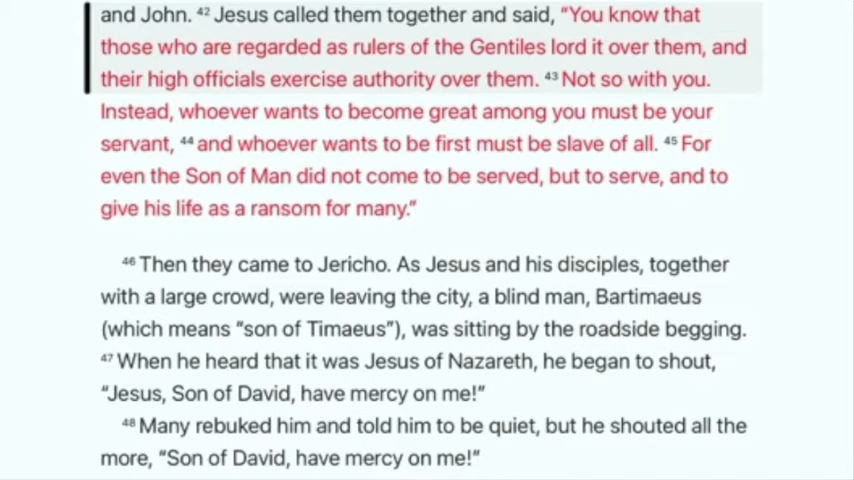 and John. 42 Jesus called them together and said, “You know that
those who are regarded as rulers of the Gentiles lord it over them, and
their high officials exercise authority over them. 43 Not so with you.
Instead, whoever wants to become great among you must be your
servant, 44 and whoever wants to be first must be slave of all. 45 For
even the Son of Man did not come to be served, but to serve, and to
give his life as a ransom for many.”
46 Then they came to Jericho. As Jesus and his disciples, together
with a large crowd, were leaving the city, a blind man, Bartimaeus
(which means “son of Timaeus”), was sitting by the roadside begging.
47 When he heard that it was Jesus of Nazareth, he began to shout,
“Jesus, Son of David, have mercy on me!”
48 Many rebuked him and told him to be quiet, but he shouted all the
more, “Son of David, have mercy on me!”